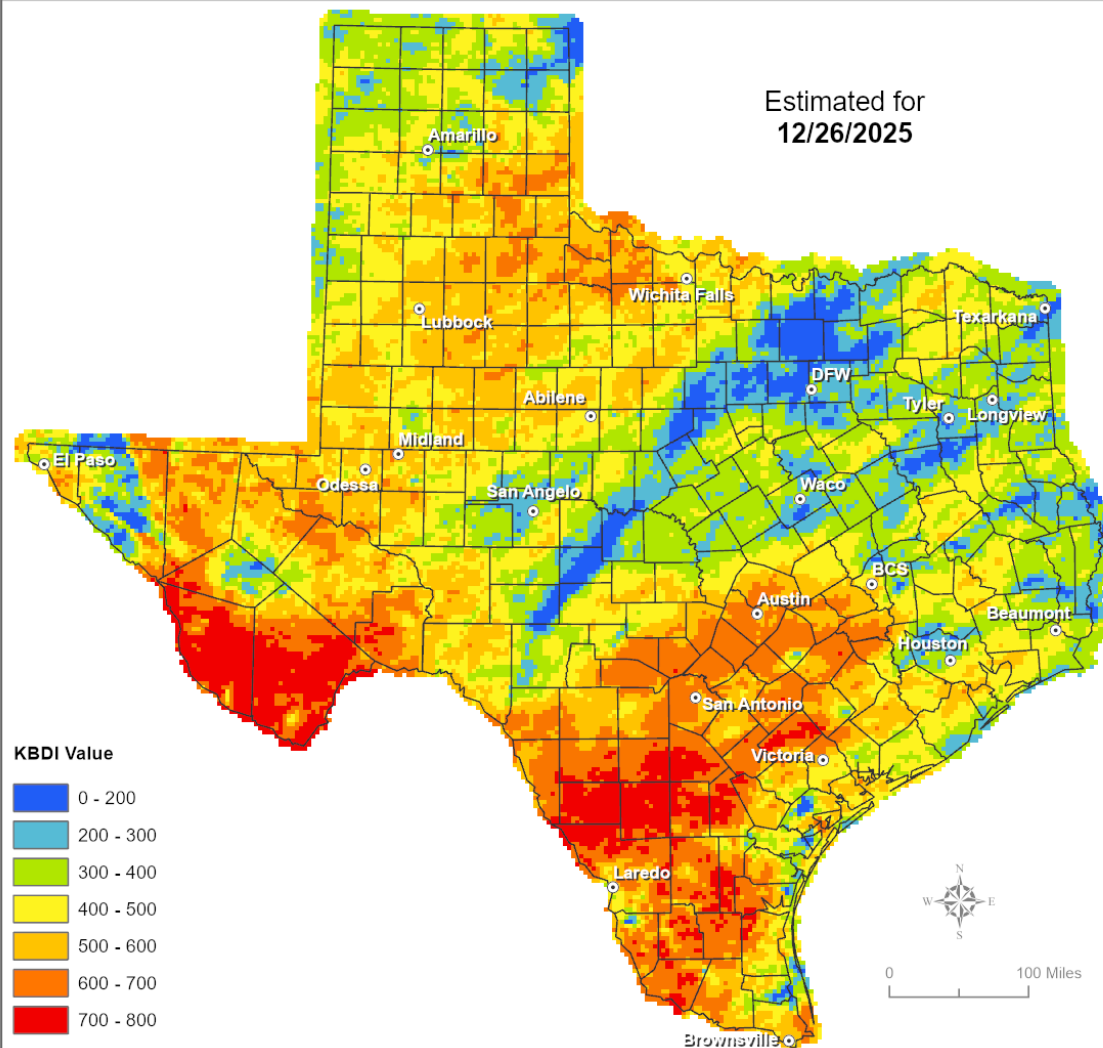 Estimated for
12/26/2025
Amarillo
Wichita Falls
Lubbock
Texarkana
DFW
Abilene
Tyler
Longview
Midland
El Paso
Odessa
San Angelo
Waco
BCS
Austin
Beaumont
Houston
San Antonio
Victoria
KBDI Value
0 - 200
200 - 300
300 - 400
400 - 500
500 - 600
600 - 700
700 - 800
Laredo
N
W E
S
0 100 Miles
Brownsville